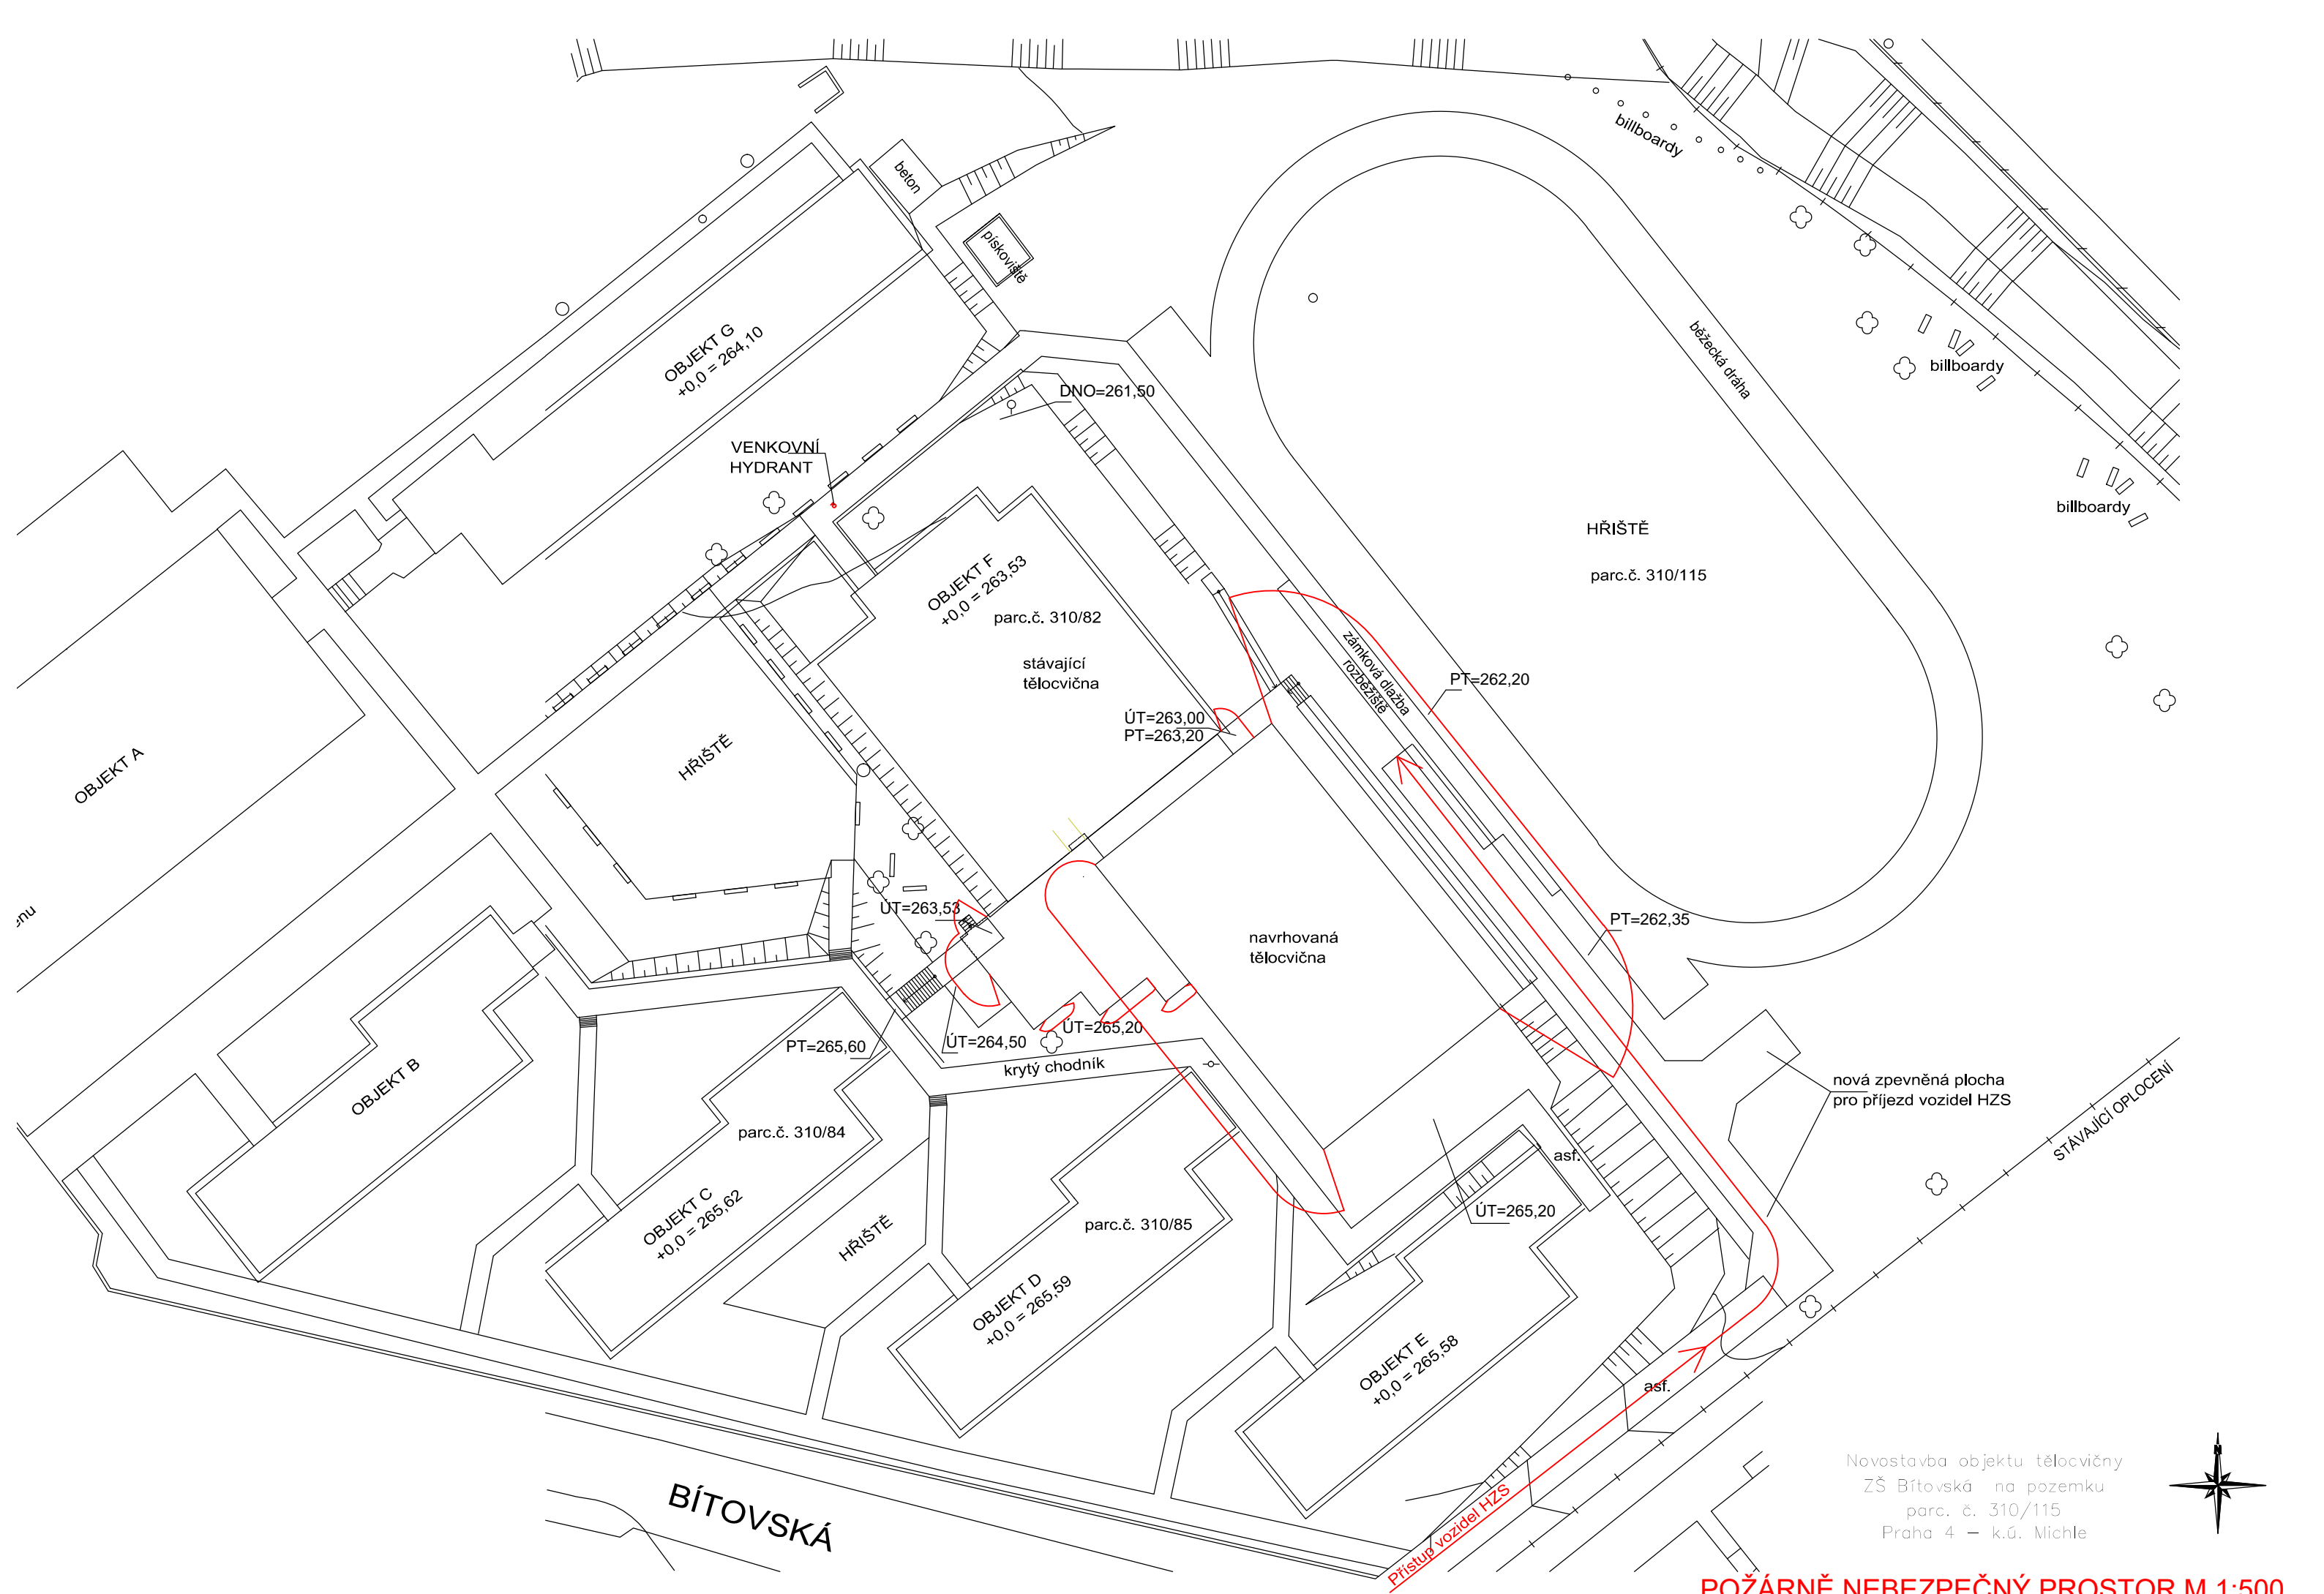 billboardy
beton
pískoviště
OBJEKT G
+0,0 = 264,10
běžecká dráha
billboardy
DNO=261,50
VENKOVNÍ
HYDRANT
billboardy
HŘIŠTĚ
parc.č. 310/115
OBJEKT F
+0,0 = 263,53
parc.č. 310/82
stávající
tělocvična
zámková dlažba
rozběžiště
PT=262,20
ÚT=263,00
PT=263,20
OBJEKT A
HŘIŠTĚ
ÚT=263,53
PT=262,35
navrhovaná
tělocvična
PT=265,60
ÚT=264,50
ÚT=265,20
krytý chodník
OBJEKT B
nová zpevněná plocha
pro příjezd vozidel HZS
STÁVAJÍCÍ OPLOCENÍ
parc.č. 310/84
asf.
OBJEKT C
+0,0 = 265,62
HŘIŠTĚ
parc.č. 310/85
ÚT=265,20
OBJEKT D
+0,0 = 265,59
OBJEKT E
+0,0 = 265,58
asf.
BÍTOVSKÁ
Přístup vozidel HZS
N
Novostavba objektu tělocvičny
ZŠ Bítovská na pozemku
parc. č. 310/115
Praha 4 – k.ú. Michle
POŽÁRNĚ NEBEZPEČNÝ PROSTOR M 1:500